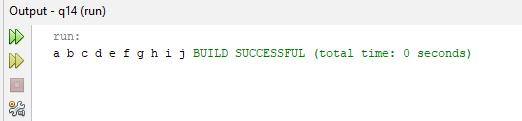 Output - q14 (run)
run:
a b c d e f g h i j BUILD SUCCESSFUL (total time: 0 seconds)